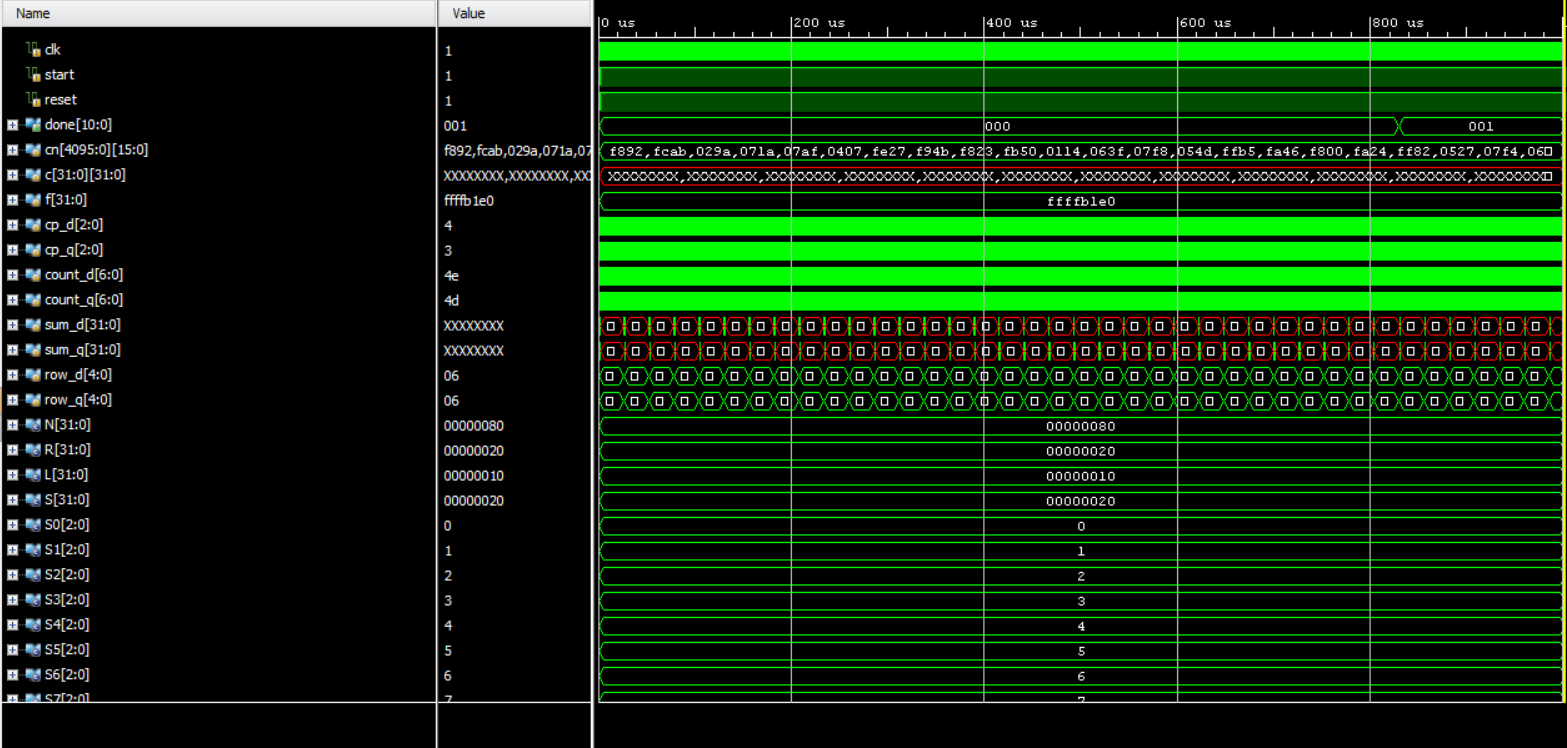 Name Value 0 us 200 us 400 us 600 us 800 us
clk 1
start 1
reset 1
done[10:0] 001 000 001
cn[4095:0][15:0] f892,fcab,029a,071a,07 f892,fcab,029a,071a,07af,0407,fe27,f94b,f823,fb50,0114,063f,07f8,054d,ffb5,fa46,f800,fa24,ff82,0527,07f4,06
c[31:0][31:0] XXXXXXXX,XXXXXXXX,XX XXXXXXXX,XXXXXXXX,XXXXXXXX,XXXXXXXX,XXXXXXXX,XXXXXXXX,XXXXXXXX,XXXXXXXX,XXXXXXXX,XXXXXXXX,XXXXXXXX,XXXXXXXX
f[31:0] ffffb1e0 ffffb1e0
cp_d[2:0] 4
cp_q[2:0] 3
count_d[6:0] 4e
count_q[6:0] 4d
sum_d[31:0] XXXXXXXX
sum_q[31:0] XXXXXXXX
row_d[4:0] 06
row_q[4:0] 06
N[31:0] 00000080 00000080
R[31:0] 00000020 00000020
L[31:0] 00000010 00000010
S[31:0] 00000020 00000020
S0[2:0] 0 0
S1[2:0] 1 1
S2[2:0] 2 2
S3[2:0] 3 3
S4[2:0] 4 4
S5[2:0] 5 5
S6[2:0] 6 6
S7[2:0] 7 7